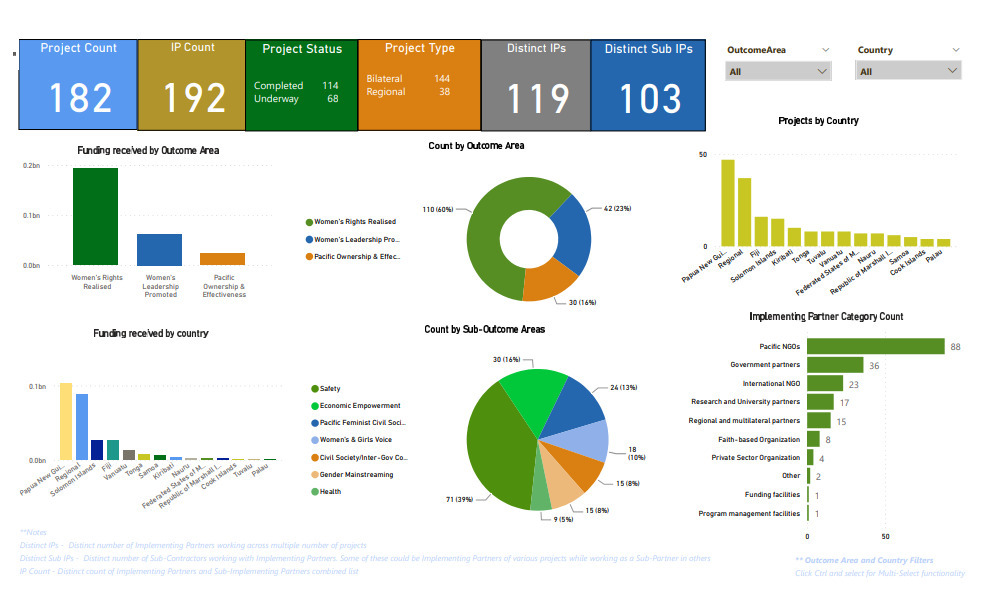 Project Count
182
IP Count
192
Project Status
Completed 114
Underway 68
Project Type
Bilateral 144
Regional 38
Distinct IPs
119
Distinct Sub IPs
103
OutcomeArea
All
Country
All
Funding received by Outcome Area
0.2bn
0.1bn
0.0bn
Women's Rights
Realised
Women's
Leadership
Promoted
Pacific
Ownership &
Effectiveness
Count by Outcome Area
Women's Rights Realised
Women's Leadership Pro...
Pacific Ownership & Effec...
110 (60%)
42 (23%)
30 (16%)
Projects by Country
50
0
Papua New Gui...
Regional
Fiji
Solomon Islands
Kiribati
Tonga
Tuvalu
Vanuatu
Federated States of M...
Nauru
Republic of Marshall I...
Samoa
Cook Islands
Palau
Funding received by country
0.1bn
0.0bn
Papua New Gui...
Regional
Solomon Islands
Fiji
Vanuatu
Tonga
Samoa
Kiribati
Nauru
Federated States of M...
Republic of Marshall I...
Cook Islands
Tuvalu
Palau
Count by Sub-Outcome Areas
Safety
Economic Empowerment
Pacific Feminist Civil Soci...
Women's & Girls Voice
Civil Society/Inter-Gov Co...
Gender Mainstreaming
Health
30 (16%)
24 (13%)
18
(10%)
15 (8%)
15 (8%)
9 (5%)
71 (39%)
Implementing Partner Category Count
Pacific NGOs 88
Government partners 36
International NGO 23
Research and University partners 17
Regional and multilateral partners 15
Faith-based Organization 8
Private Sector Organization 4
Other 2
Funding facilities 1
Program management facilities 1
0 50
**Notes
Distinct IPs - Distinct number of Implementing Partners working across multiple number of projects
Distinct Sub IPs - Distinct number of Sub-Contractors working with Implementing Partners. Some of these could be Implementing Partners of various projects while working as a Sub-Partner in others
IP Count - Distinct count of Implementing Partners and Sub-Implementing Partners combined list
** Outcome Area and Country Filters
Click Ctrl and select for Multi-Select functionality